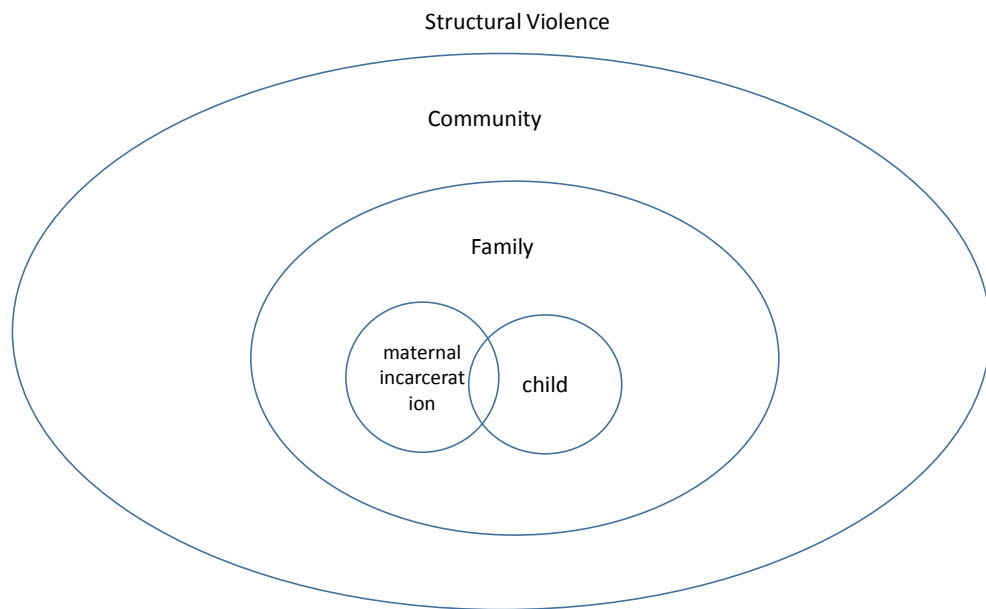 Structural Violence
Community
Family
maternal
incarcerat
ion
child